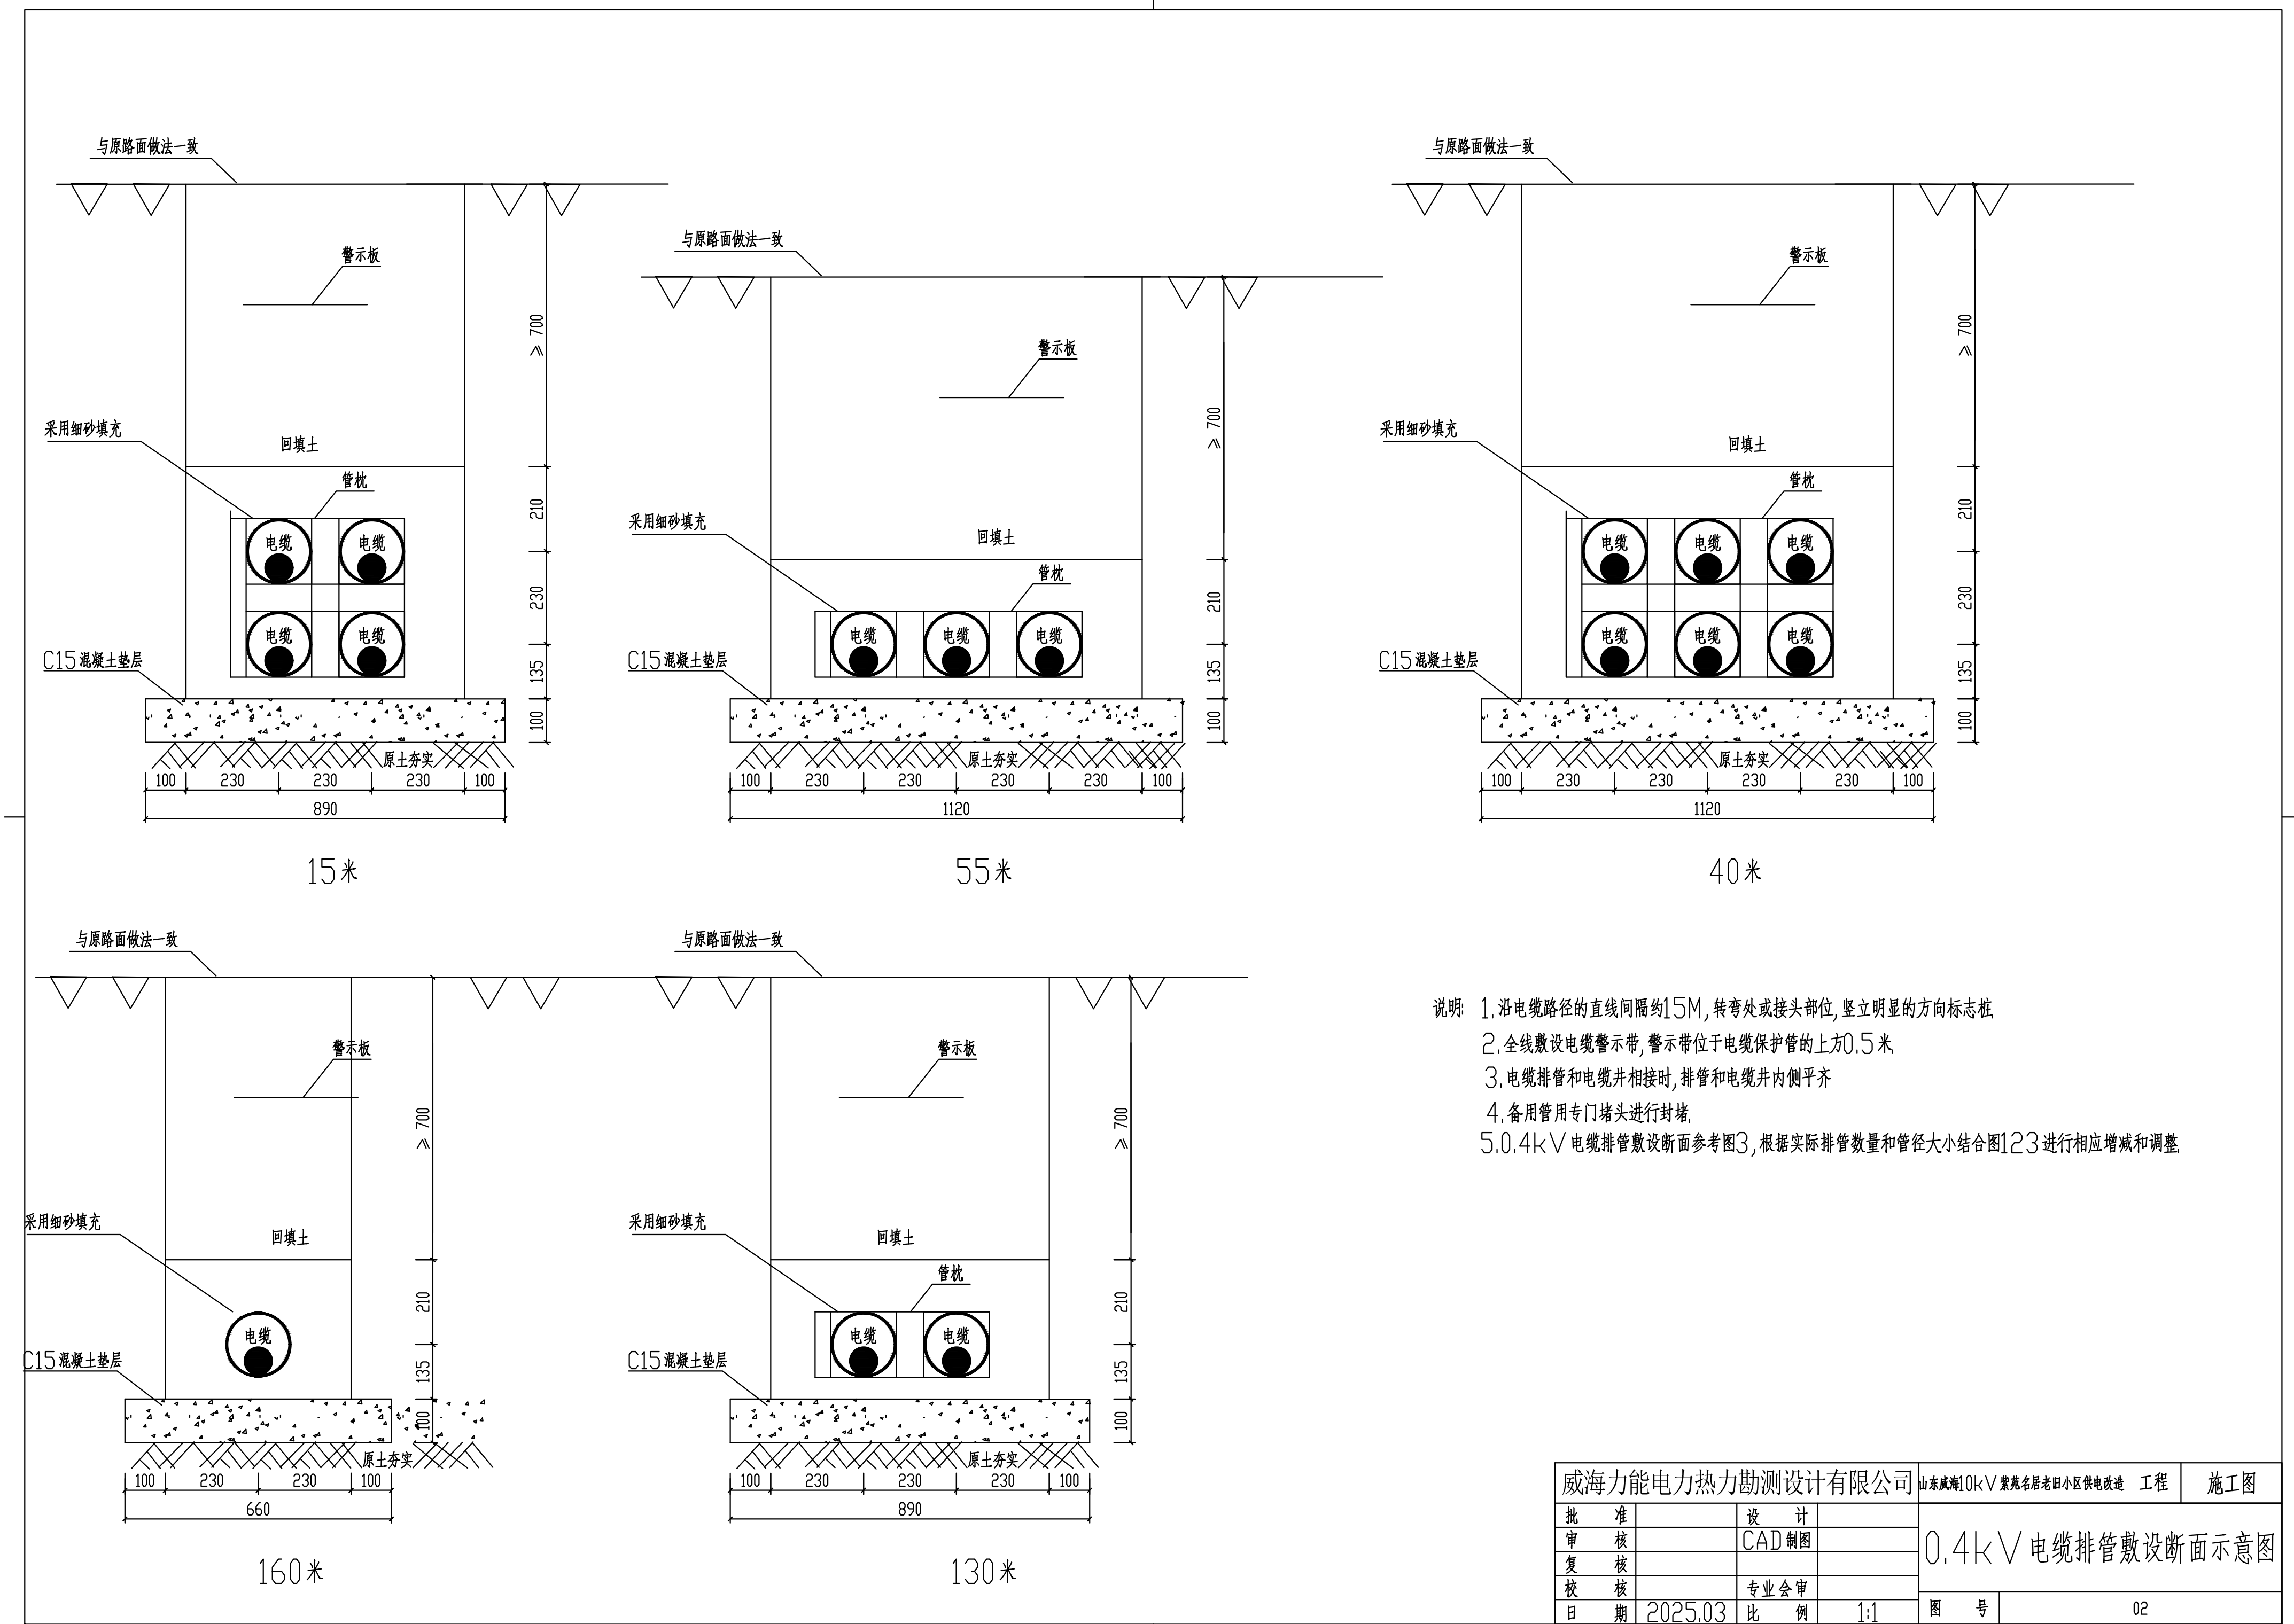 与原路面做法一致
警示板
≥700
采用细砂填充
回填土
管枕
210
电缆 电缆
230
电缆 电缆
C15混凝土垫层
135
100
原土夯实
100 230 230 230 100
890
15米
与原路面做法一致
警示板
≥700
采用细砂填充
回填土
管枕
210
电缆 电缆 电缆
C15混凝土垫层
135
100
原土夯实
100 230 230 230 230 100
1120
55米
与原路面做法一致
警示板
≥700
采用细砂填充
回填土
管枕
210
电缆 电缆 电缆
230
电缆 电缆 电缆
C15混凝土垫层
135
100
原土夯实
100 230 230 230 230 100
1120
40米
与原路面做法一致
警示板
≥700
采用细砂填充
回填土
210
电缆
C15混凝土垫层
135
100
原土夯实
100 230 230 100
660
160米
与原路面做法一致
警示板
≥700
采用细砂填充
回填土
管枕
210
电缆 电缆
C15混凝土垫层
135
100
原土夯实
100 230 230 230 100
890
130米
说明: 1.沿电缆路径的直线间隔约15M,转弯处或接头部位,竖立明显的方向标志桩.
2.全线敷设电缆警示带,警示带位于电缆保护管的上方0.5米.
3.电缆排管和电缆井相接时,排管和电缆井内侧平齐
4.备用管用专门堵头进行封堵.
5.0.4kV电缆排管敷设断面参考图3,根据实际排管数量和管径大小结合图123进行相应增减和调整.
威海力能电力热力勘测设计有限公司 山东威海10kV紫苑名居老旧小区供电改造 工程 施工图
批 准 设 计
审 核 CAD制图
复 核
校 核 专业会审
日 期 2025.03 比 例 1:1
0.4kV电缆排管敷设断面示意图
图 号 02